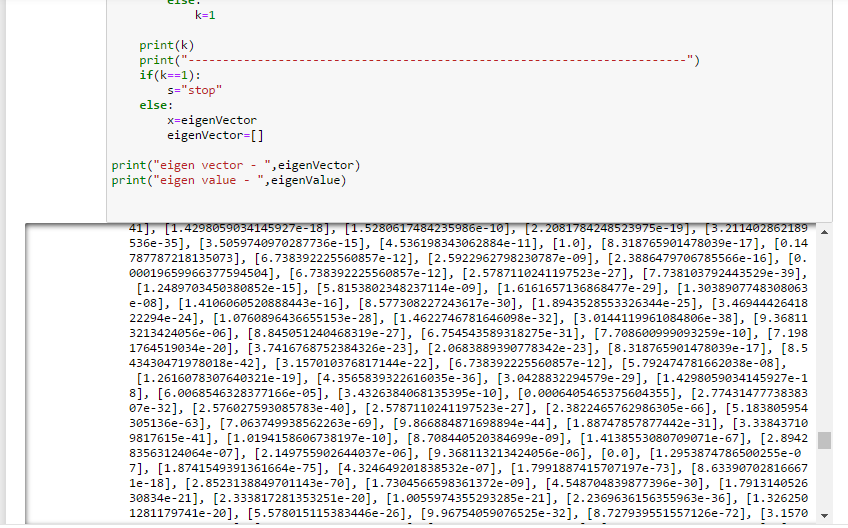 else:
k=1
print(k)
print("------------------------------------------------------------------------")
if(k==1):
s="stop"
else:
x=eigenVector
eigenVector=[]
print("eigen vector - ",eigenVector)
print("eigen value - ",eigenValue)
41], [1.4298059034145927e-18], [1.5280617484235986e-10], [2.2081784248523975e-19], [3.211402862189
536e-35], [3.5059740970287736e-15], [4.536198343062884e-11], [1.0], [8.318765901478039e-17], [0.14
787787218135073], [6.738392225560857e-12], [2.5922962798230787e-09], [2.3886479706785566e-16], [0.
00019659966377594504], [6.738392225560857e-12], [2.5787110241197523e-27], [7.738103792443529e-39],
[1.2489703450380852e-15], [5.8153802348237114e-09], [1.6161657136868477e-29], [1.3038907748308063
e-08], [1.4106060520888443e-16], [8.577308227243617e-30], [1.8943528553326344e-25], [3.46944426418
22294e-24], [1.0760896436655153e-28], [1.4622746781646098e-32], [3.0144119961084806e-38], [9.36811
3213424056e-06], [8.845051240468319e-27], [6.754543589318275e-31], [7.708600999093259e-10], [7.198
1764519034e-20], [3.7416768752384326e-23], [2.0683889390778342e-23], [8.318765901478039e-17], [8.5
43430471978018e-42], [3.157010376817144e-22], [6.738392225560857e-12], [5.792474781662038e-08],
[1.2616078307640321e-19], [4.3565839322616035e-36], [3.0428832294579e-29], [1.4298059034145927e-1
8], [6.0068546328377166e-05], [3.4326384068135395e-10], [0.0006405465375604355], [2.77431477738383
07e-32], [2.576027593085783e-40], [2.5787110241197523e-27], [2.3822465762986305e-66], [5.183805954
305136e-63], [7.063749938562263e-69], [9.866884871698894e-44], [1.88747857877442e-31], [3.33843710
9817615e-41], [1.0194158606738197e-10], [8.708440520384699e-09], [1.4138553080709071e-67], [2.8942
83563124064e-07], [2.149755902644037e-06], [9.368113213424056e-06], [0.0], [1.2953874786500255e-0
7], [1.8741549391361664e-75], [4.324649201838532e-07], [1.7991887415707197e-73], [8.63390702816667
1e-18], [2.8523138849701143e-70], [1.7304566598361372e-09], [4.548704839877396e-30], [1.7913140526
30834e-21], [2.333817281353251e-20], [1.0055974355293285e-21], [2.2369636156355963e-36], [1.326250
1281179741e-20], [5.578015115383446e-26], [9.96754059076525e-32], [8.727939551557126e-72], [3.1570